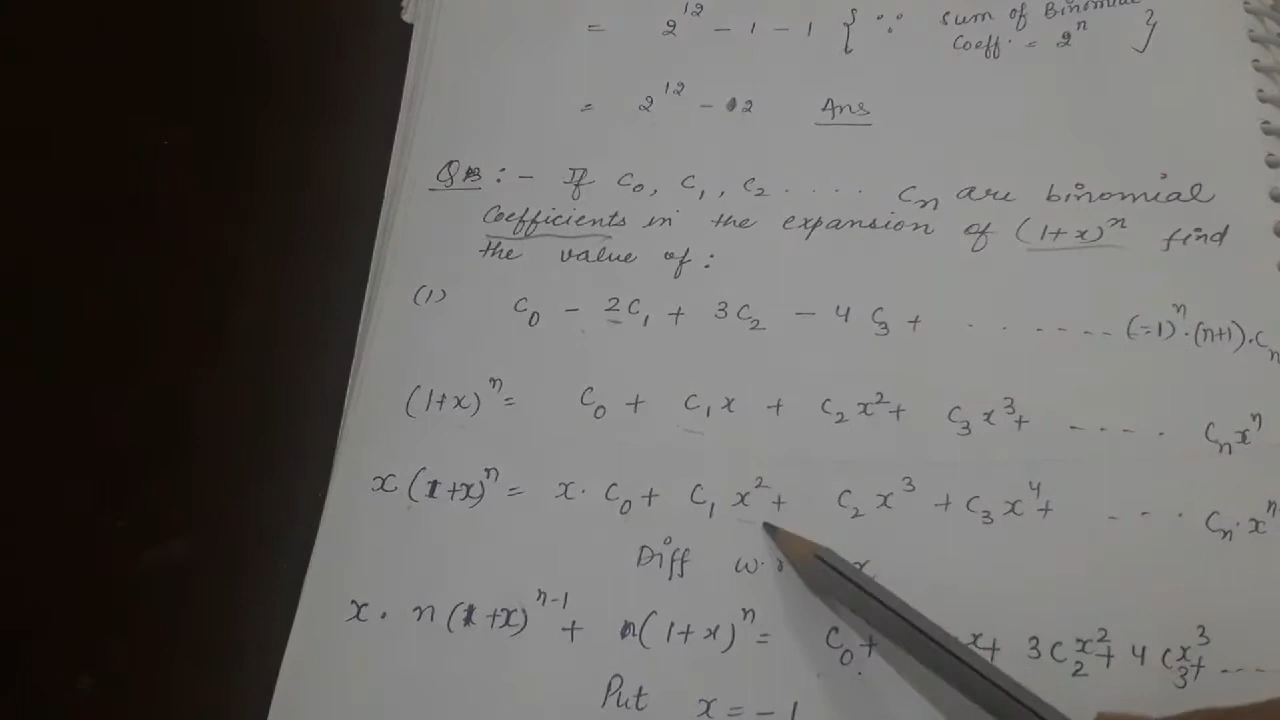 = 2^12 - 1 - 1 { ∵ sum of Binomial
Coeff. = 2^n }
= 2^12 - 2 Ans
Q :- If C0, C1, C2 .... Cn are binomial
Coefficients in the expansion of (1+x)^n find
the value of :
(1) C0 - 2C1 + 3C2 - 4C3 + ....... (-1)^n.(n+1).Cn
(1+x)^n = C0 + C1x + C2x^2 + C3x^3 + .... Cnx^n
x(1+x)^n = x.C0 + C1x^2 + C2x^3 + C3x^4 + ... Cn.x^n
Diff
x. n(1+x)^n-1 + (1+x)^n = C0 + x + 3C2x^2 + 4C3x^3 + ....
Put x = -1